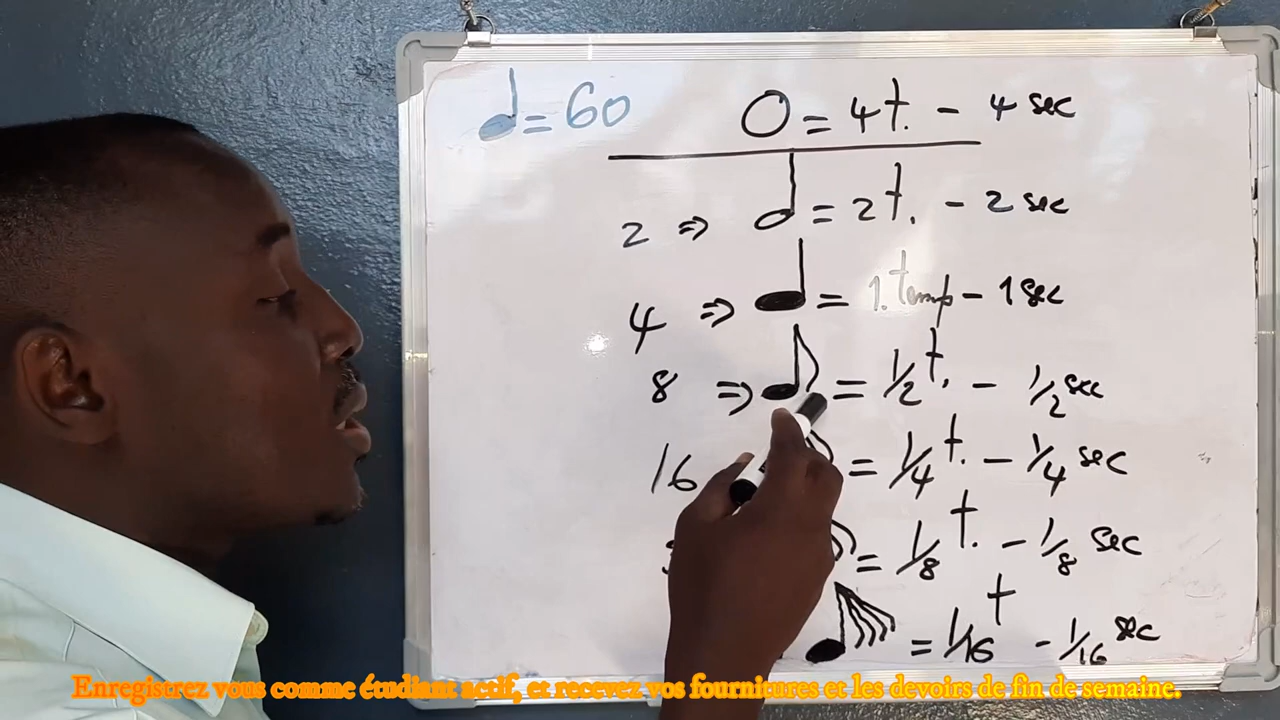 = 60
O = 4t. - 4 sec
2 ⇒ = 2t. - 2 sec
4 ⇒ = 1. temp - 1 sec
8 ⇒ = 1/2 t. - 1/2 sec
16 = 1/4 t. - 1/4 sec
= 1/8 t. - 1/8 sec
= 1/16 t - 1/16 sec
Enregistrez vous comme étudiant actif, et recevez vos fournitures et les devoirs de fin de semaine.